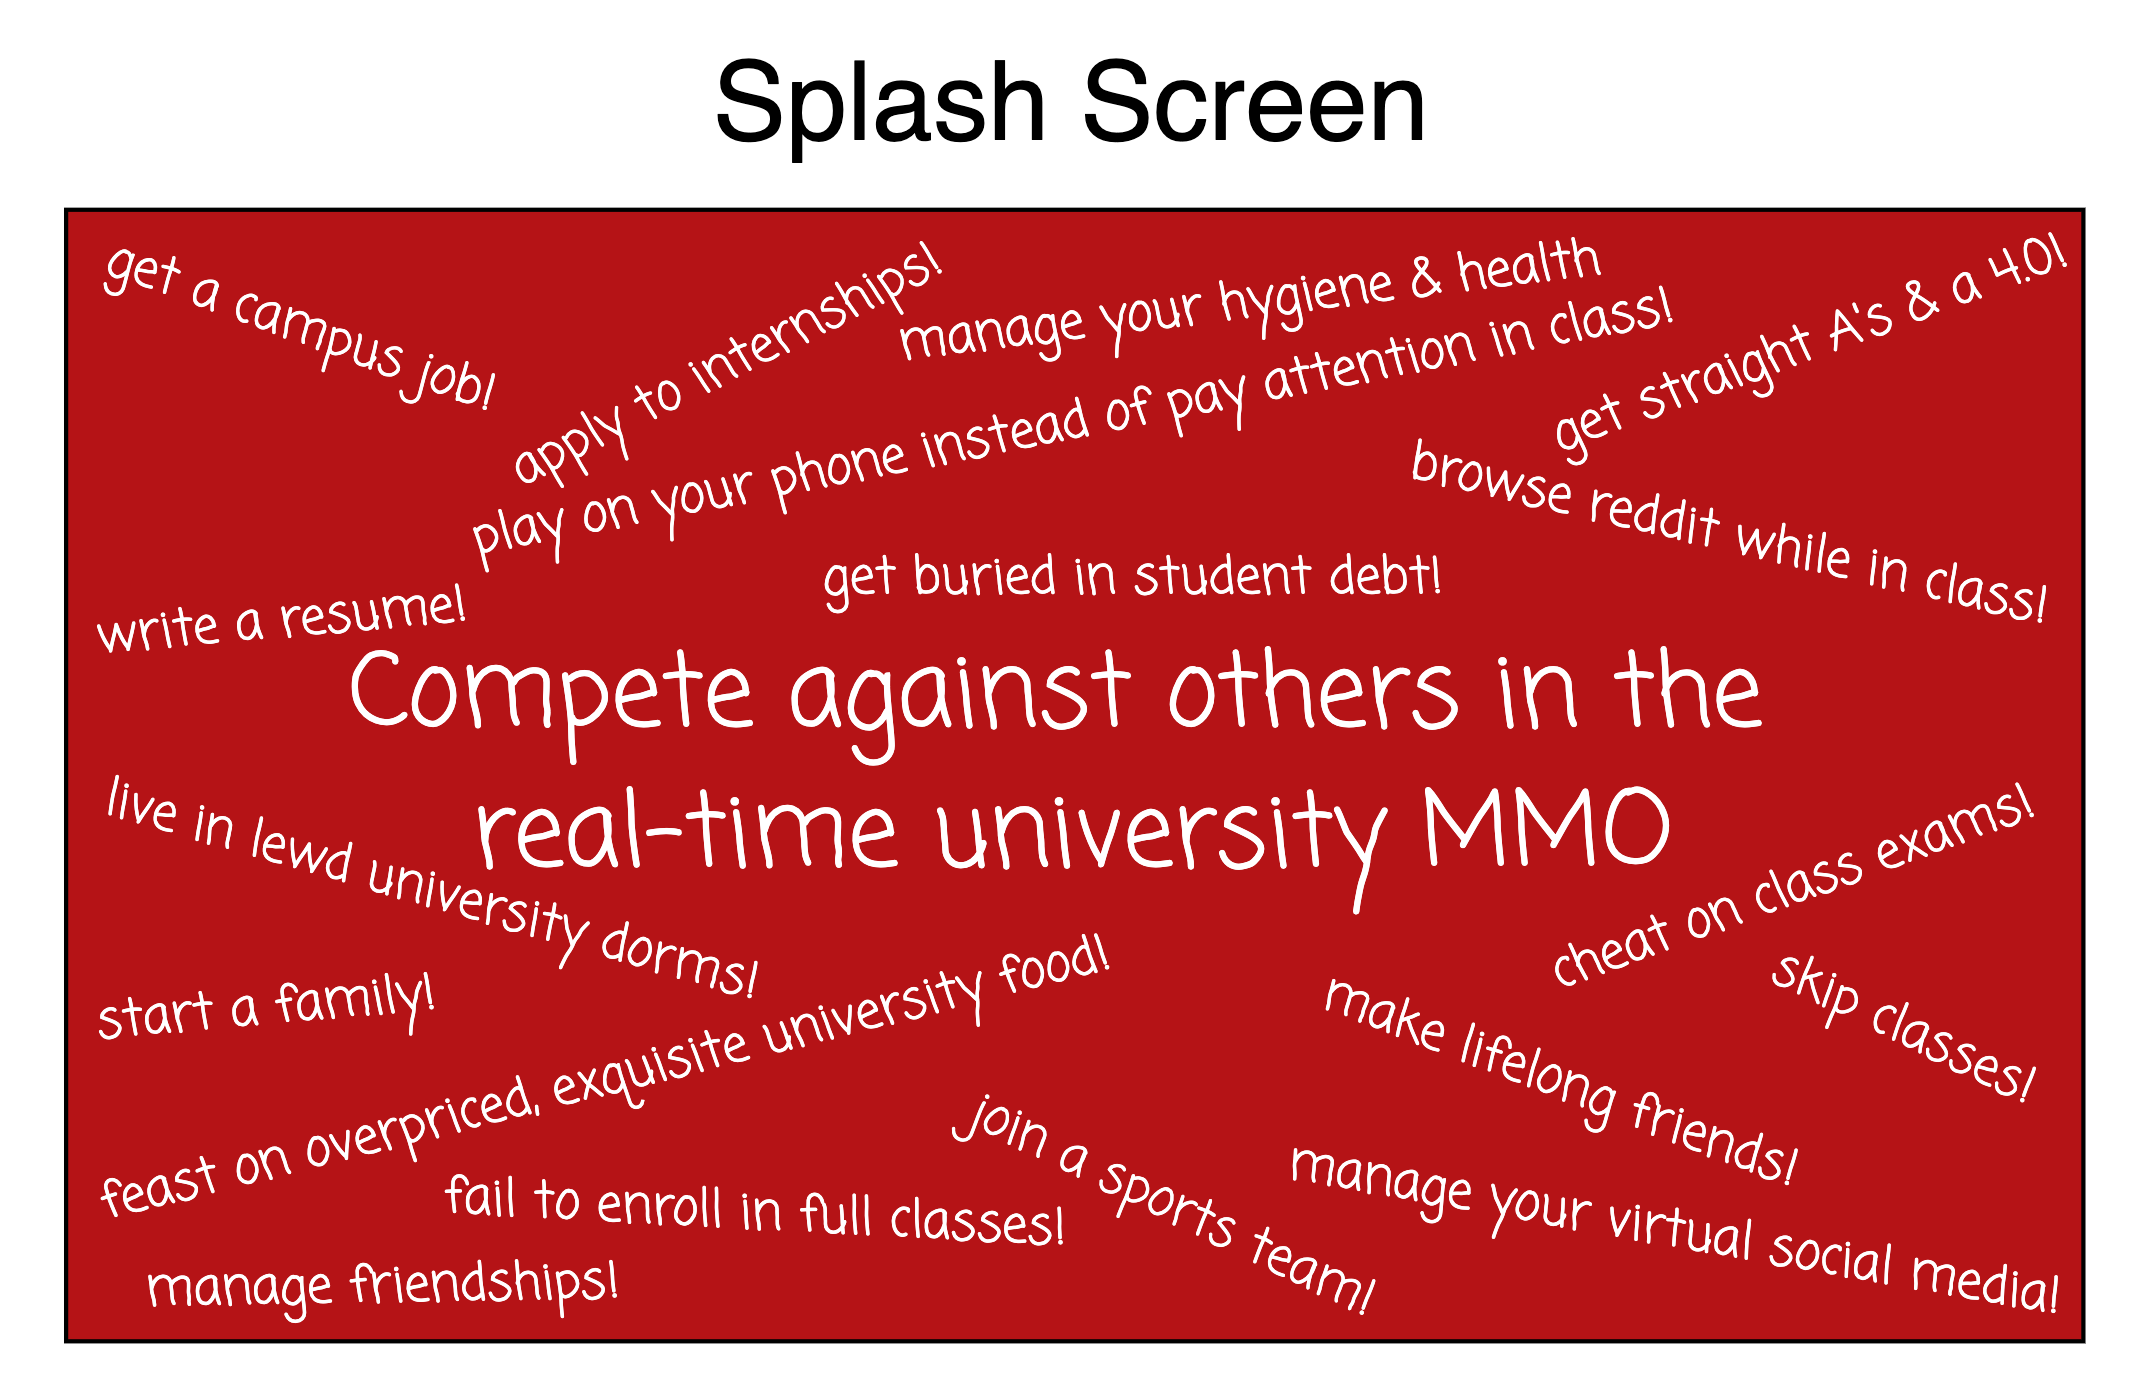 Splash Screen
get a campus job!
apply to internships!
manage your hygiene & health
get straight A's & a 4.0!
play on your phone instead of pay attention in class!
browse reddit while in class!
get buried in student debt!
write a resume!
Compete against others in the
real-time university MMO
live in lewd university dorms!
cheat on class exams!
start a family!
skip classes!
feast on overpriced, exquisite university food!
make lifelong friends!
join a sports team!
fail to enroll in full classes!
manage your virtual social media!
manage friendships!